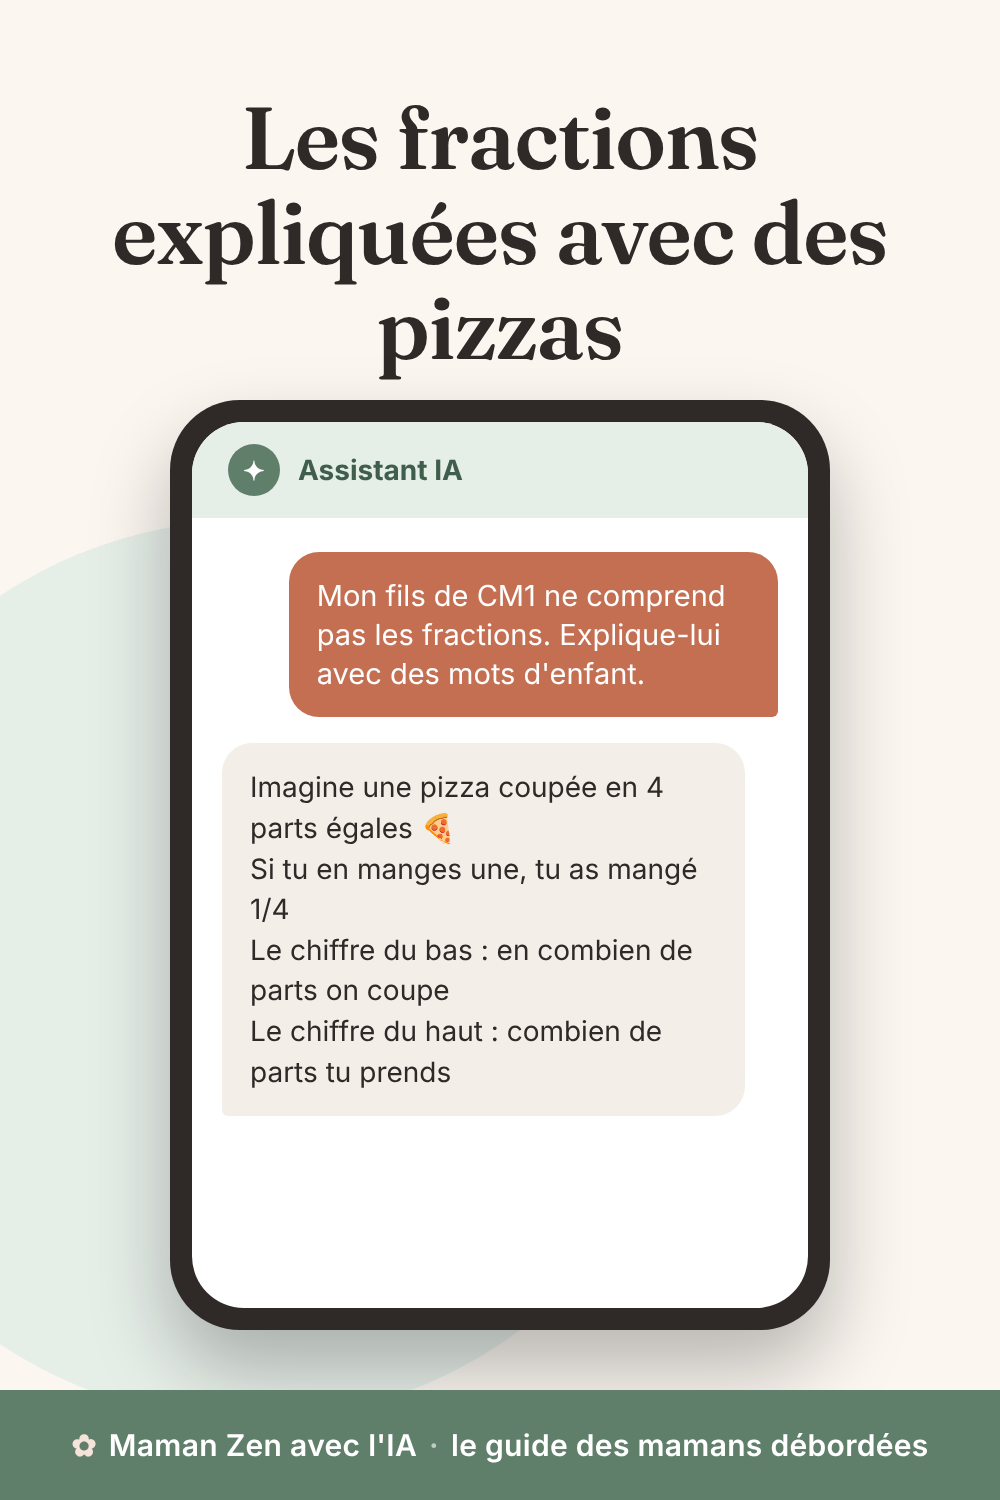 Les fractions
expliquées avec des
pizzas
Assistant IA
Mon fils de CM1 ne comprend
pas les fractions. Explique-lui
avec des mots d'enfant.
Imagine une pizza coupée en 4
parts égales 🍕
Si tu en manges une, tu as mangé
1/4
Le chiffre du bas : en combien de
parts on coupe
Le chiffre du haut : combien de
parts tu prends
✿ Maman Zen avec l'IA · le guide des mamans débordées